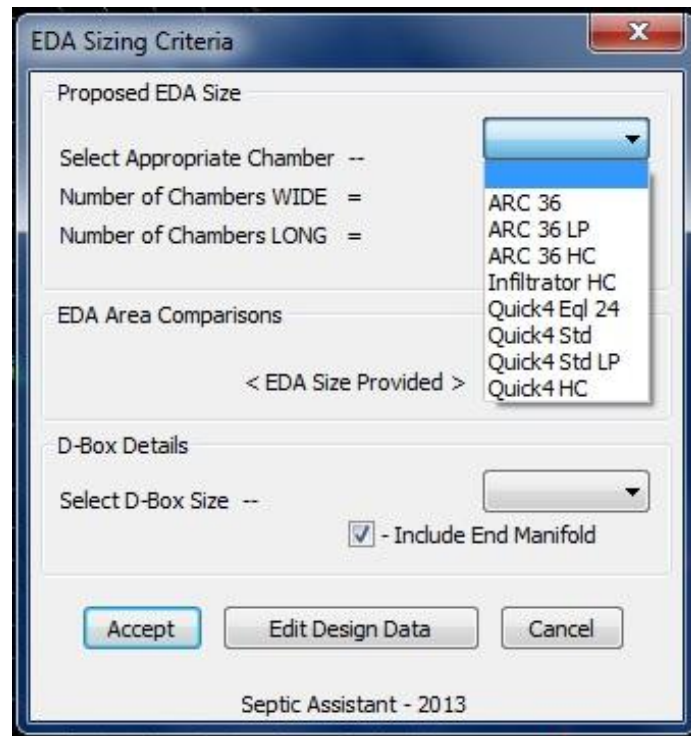 EDA Sizing Criteria
Proposed EDA Size
Select Appropriate Chamber --
Number of Chambers WIDE =
Number of Chambers LONG =
ARC 36
ARC 36 LP
ARC 36 HC
Infiltrator HC
Quick4 Eql 24
Quick4 Std
Quick4 Std LP
Quick4 HC
EDA Area Comparisons
< EDA Size Provided >
D-Box Details
Select D-Box Size --
- Include End Manifold
Accept
Edit Design Data
Cancel
Septic Assistant - 2013